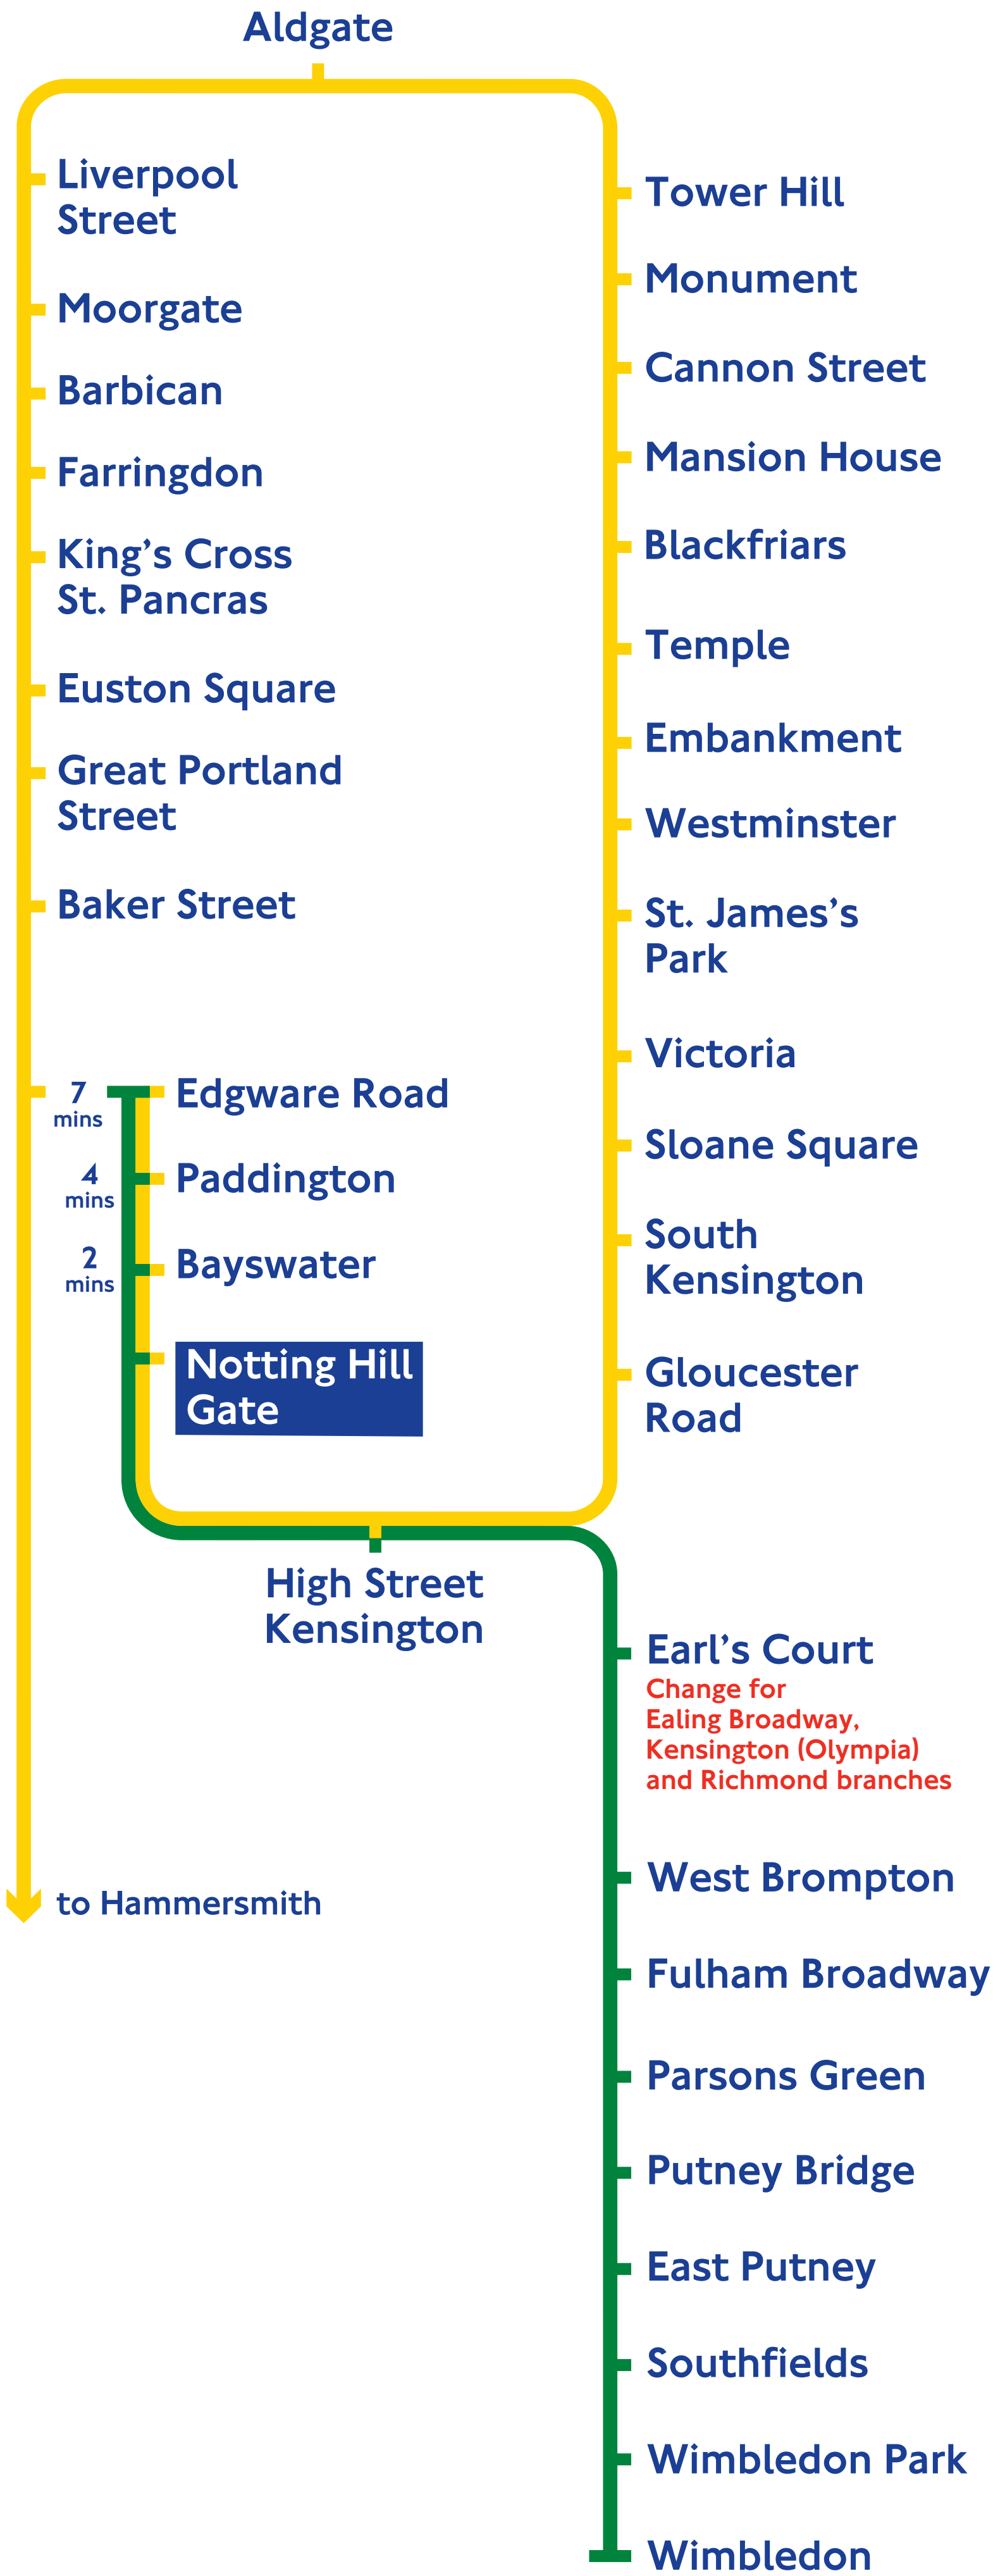 Aldgate
Liverpool
Street
Moorgate
Barbican
Farringdon
King’s Cross
St. Pancras
Euston Square
Great Portland
Street
Baker Street
7
mins
Edgware Road
4
mins
Paddington
2
mins
Bayswater
Notting Hill
Gate
High Street
Kensington
to Hammersmith
Tower Hill
Monument
Cannon Street
Mansion House
Blackfriars
Temple
Embankment
Westminster
St. James’s
Park
Victoria
Sloane Square
South
Kensington
Gloucester
Road
Earl’s Court
Change for
Ealing Broadway,
Kensington (Olympia)
and Richmond branches
West Brompton
Fulham Broadway
Parsons Green
Putney Bridge
East Putney
Southfields
Wimbledon Park
Wimbledon